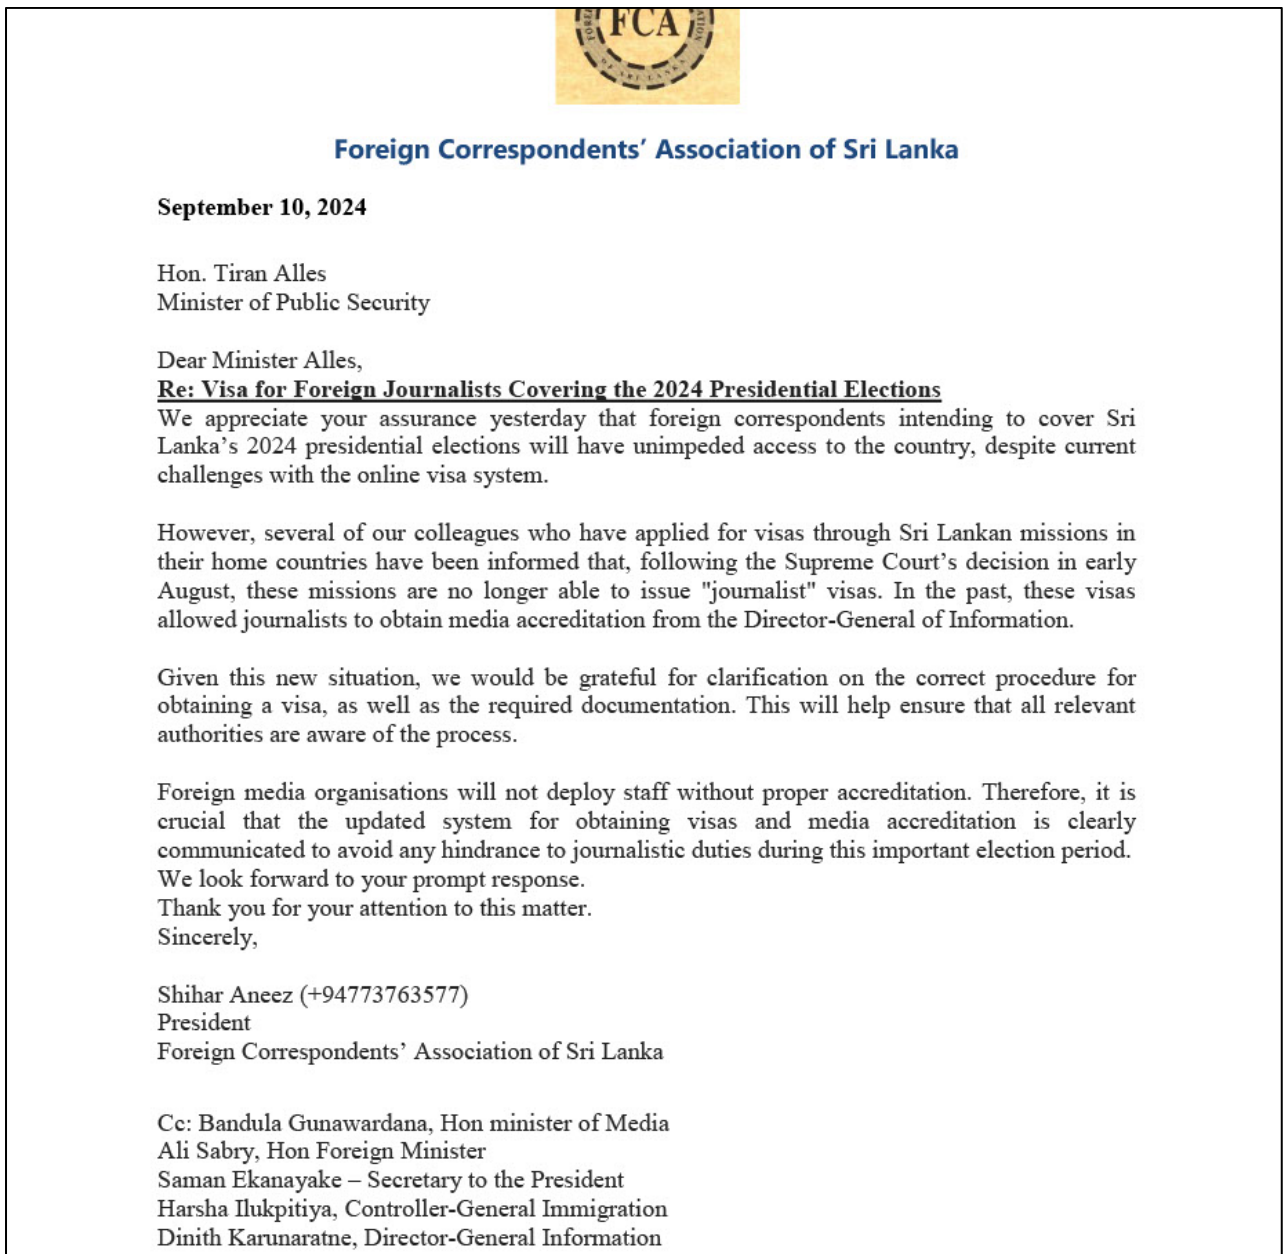 FCA
FOREI
ATION
OF SRI LANKA
Foreign Correspondents’ Association of Sri Lanka
September 10, 2024
Hon. Tiran Alles
Minister of Public Security
Dear Minister Alles,
Re: Visa for Foreign Journalists Covering the 2024 Presidential Elections
We appreciate your assurance yesterday that foreign correspondents intending to cover Sri
Lanka’s 2024 presidential elections will have unimpeded access to the country, despite current
challenges with the online visa system.
However, several of our colleagues who have applied for visas through Sri Lankan missions in
their home countries have been informed that, following the Supreme Court’s decision in early
August, these missions are no longer able to issue "journalist" visas. In the past, these visas
allowed journalists to obtain media accreditation from the Director-General of Information.
Given this new situation, we would be grateful for clarification on the correct procedure for
obtaining a visa, as well as the required documentation. This will help ensure that all relevant
authorities are aware of the process.
Foreign media organisations will not deploy staff without proper accreditation. Therefore, it is
crucial that the updated system for obtaining visas and media accreditation is clearly
communicated to avoid any hindrance to journalistic duties during this important election period.
We look forward to your prompt response.
Thank you for your attention to this matter.
Sincerely,
Shihar Aneez (+94773763577)
President
Foreign Correspondents’ Association of Sri Lanka
Cc: Bandula Gunawardana, Hon minister of Media
Ali Sabry, Hon Foreign Minister
Saman Ekanayake – Secretary to the President
Harsha Ilukpitiya, Controller-General Immigration
Dinith Karunaratne, Director-General Information